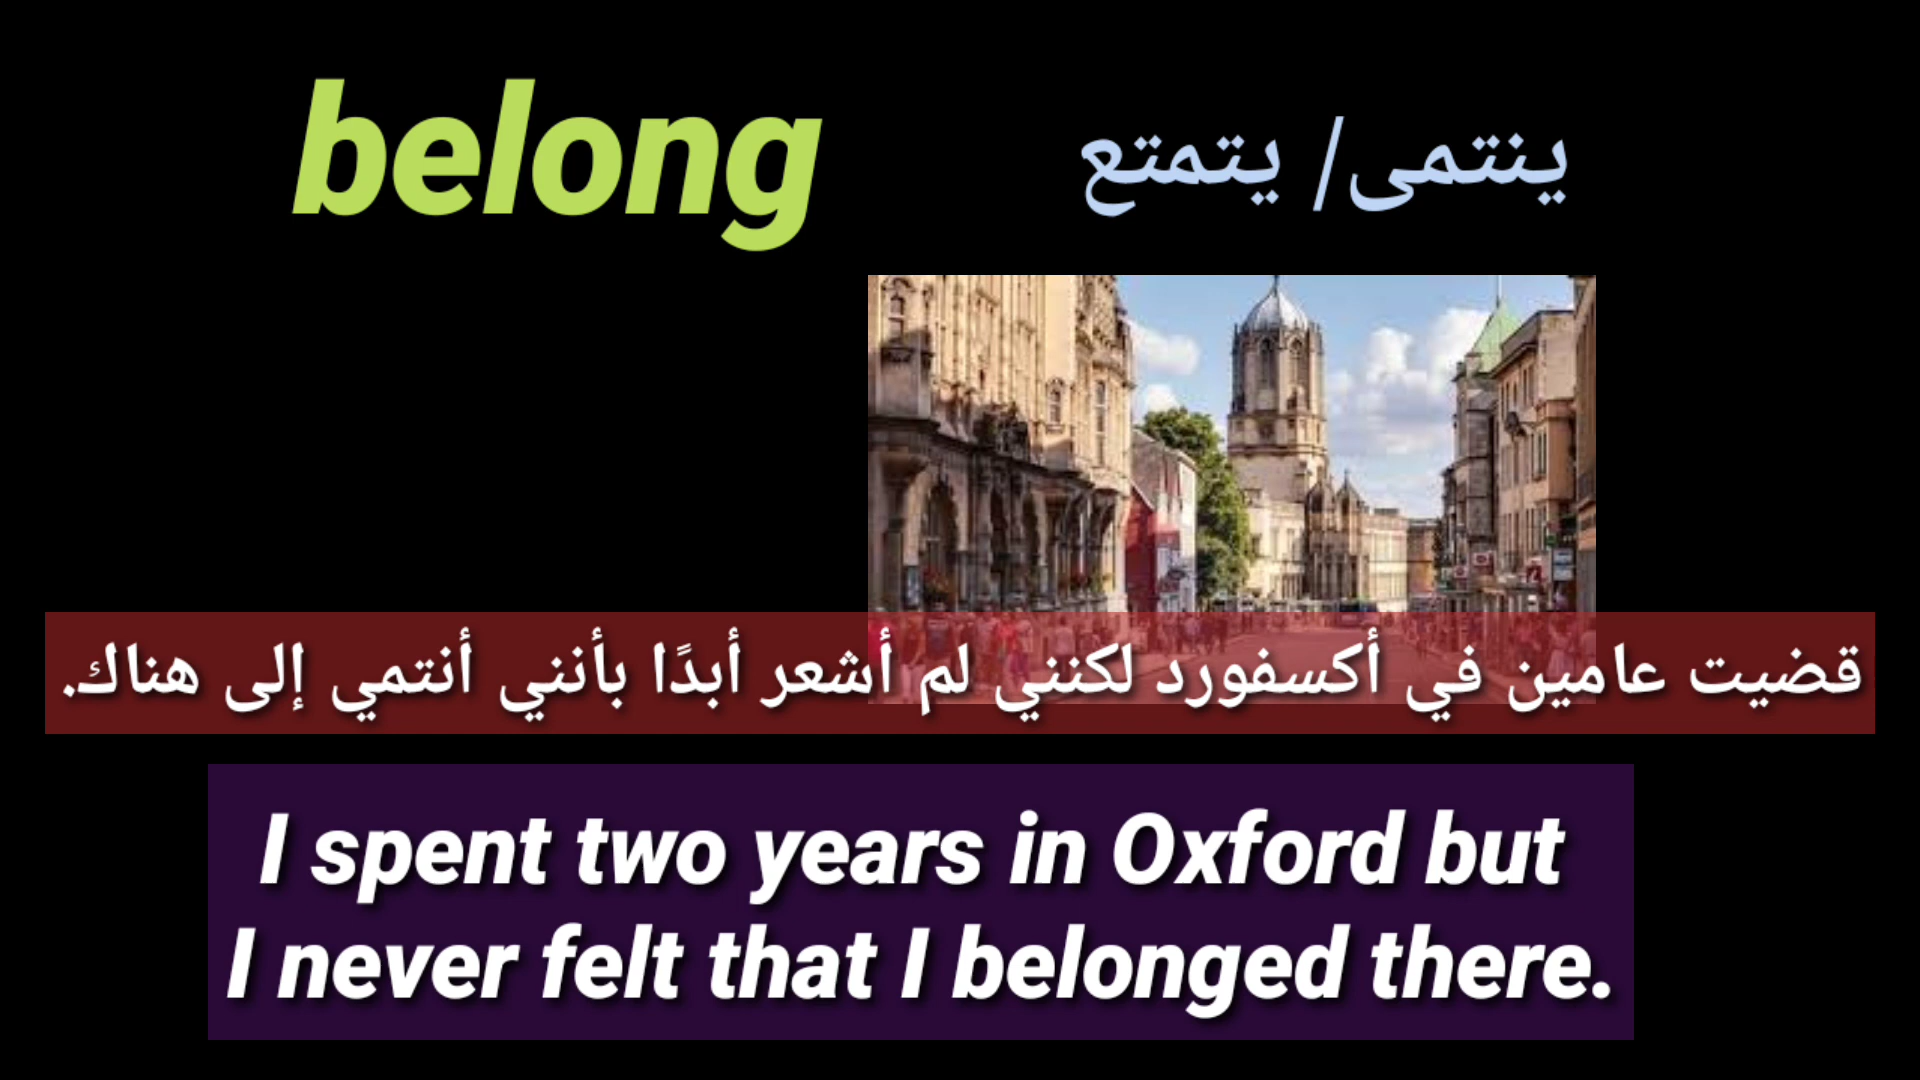 belong
ينتمى/ يتمتع
قضيت عامين في أكسفورد لكنني لم أشعر أبدًا بأنني أنتمي إلى هناك.
I spent two years in Oxford but
I never felt that I belonged there.